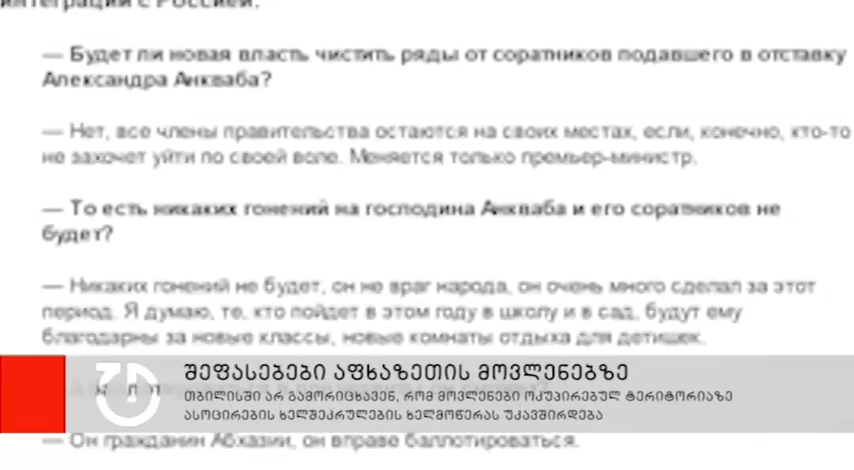 интеграции с Россией.
— Будет ли новая власть чистить ряды от соратников подавшего в отставку
Александра Анкваба?
— Нет, все члены правительства остаются на своих местах, если, конечно, кто-то
не захочет уйти по своей воле. Меняется только премьер-министр.
— То есть никаких гонений на господина Анкваба и его соратников не
будет?
— Никаких гонений не будет, он не враг народа, он очень много сделал за этот
период. Я думаю, те, кто пойдет в этом году в школу и в сад, будут ему
благодарны за новые классы, новые комнаты отдыха для детишек.
ᲨᲔᲤᲐᲡᲔᲑᲔᲑᲘ ᲐᲤᲮᲐᲖᲔᲗᲘᲡ ᲛᲝᲕᲚᲔᲜᲔᲑᲖᲔ
ᲗᲑᲘᲚᲘᲡᲨᲘ ᲐᲠ ᲒᲐᲛᲝᲠᲘᲪᲮᲐᲕᲔᲜ, ᲠᲝᲛ ᲛᲝᲕᲚᲔᲜᲔᲑᲘ ᲝᲙᲣᲞᲘᲠᲔᲑᲣᲚ ᲢᲔᲠᲘᲢᲝᲠᲘᲐᲖᲔ
ᲐᲡᲝᲪᲘᲠᲔᲑᲘᲡ ᲮᲔᲚᲨᲔᲙᲠᲣᲚᲔᲑᲘᲡ ᲮᲔᲚᲛᲝᲬᲔᲠᲐᲡ ᲣᲙᲐᲕᲨᲘᲠᲓᲔᲑᲐ
— Он гражданин Абхазии, он вправе баллотироваться.